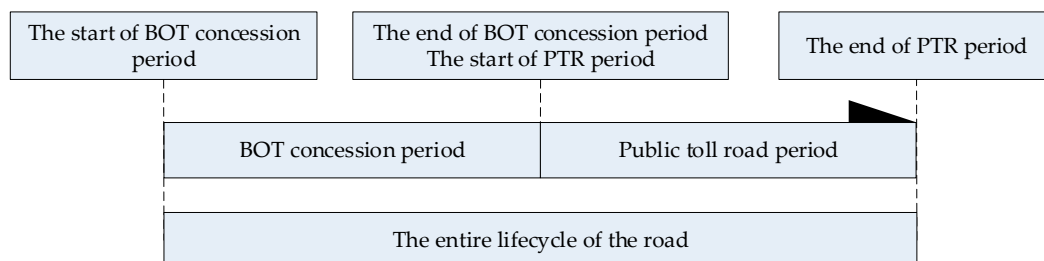 The start of BOT concession
period
The end of BOT concession period
The start of PTR period
The end of PTR period
BOT concession period
Public toll road period
The entire lifecycle of the road